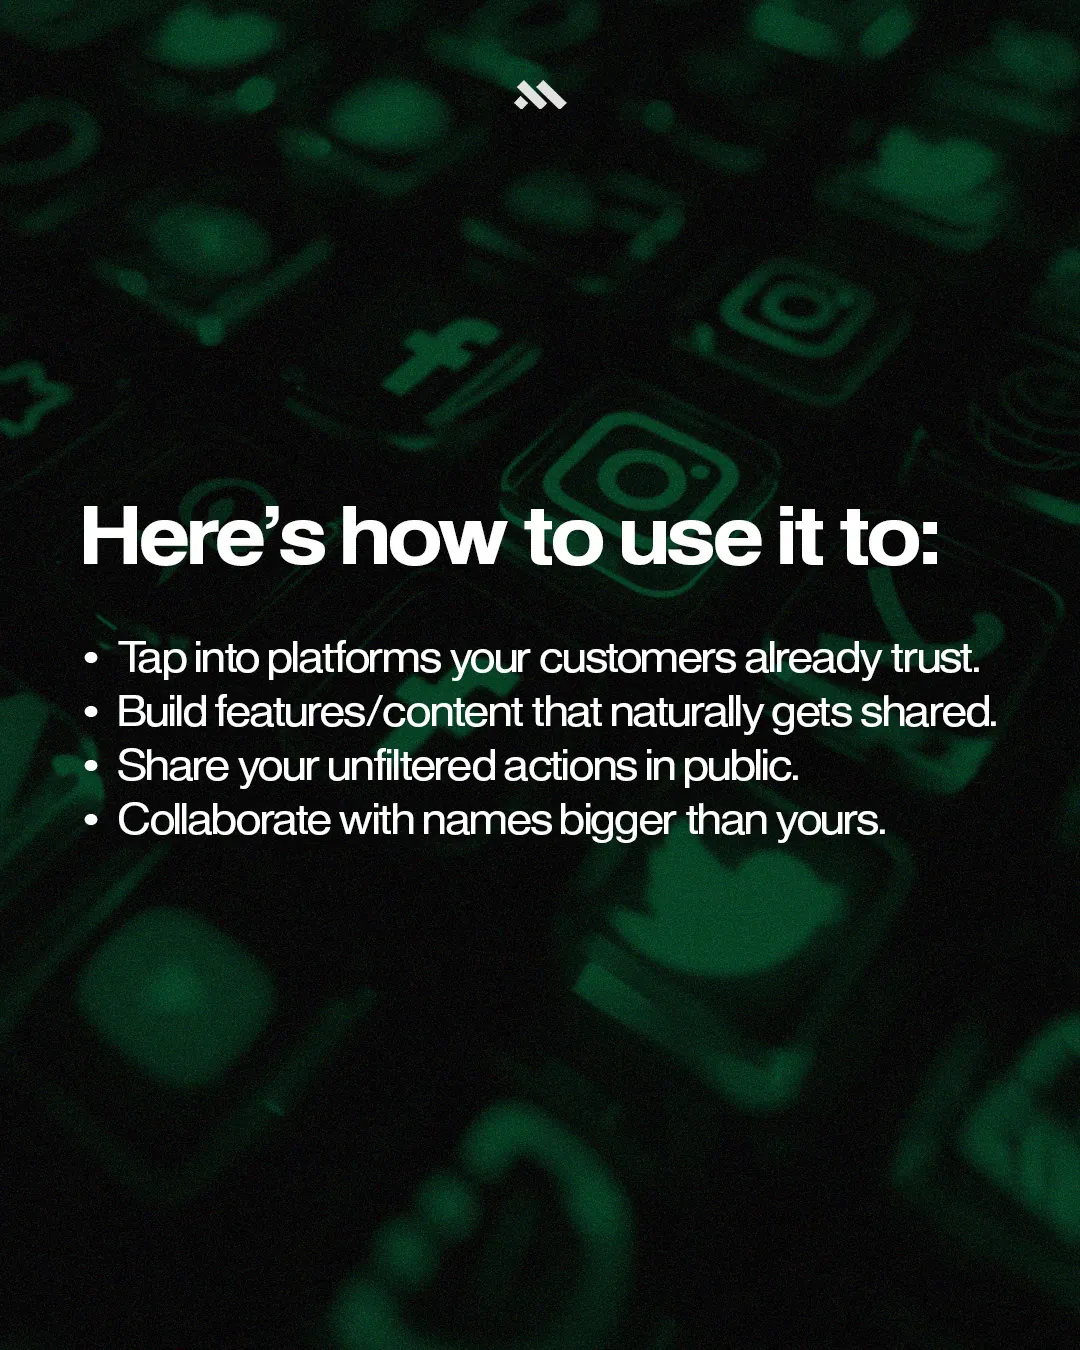 Here’s how to use it to:
• Tap into platforms your customers already trust.
• Build features/content that naturally gets shared.
• Share your unfiltered actions in public.
• Collaborate with names bigger than yours.